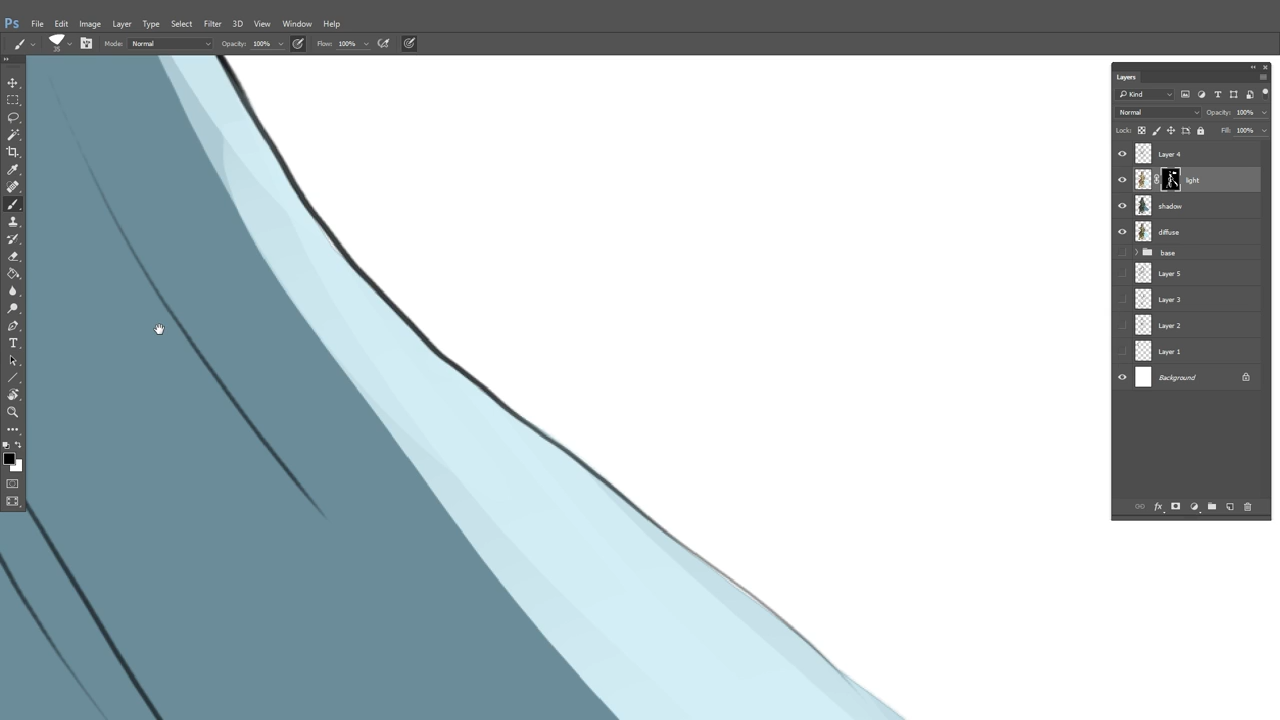 Ps File Edit Image Layer Type Select Filter 3D View Window Help
35 Mode: Normal Opacity: 100% Flow: 100%
Layers
Kind
Normal Opacity: 100%
Lock: Fill: 100%
Layer 4
light
shadow
diffuse
base
Layer 5
Layer 3
Layer 2
Layer 1
Background
fx